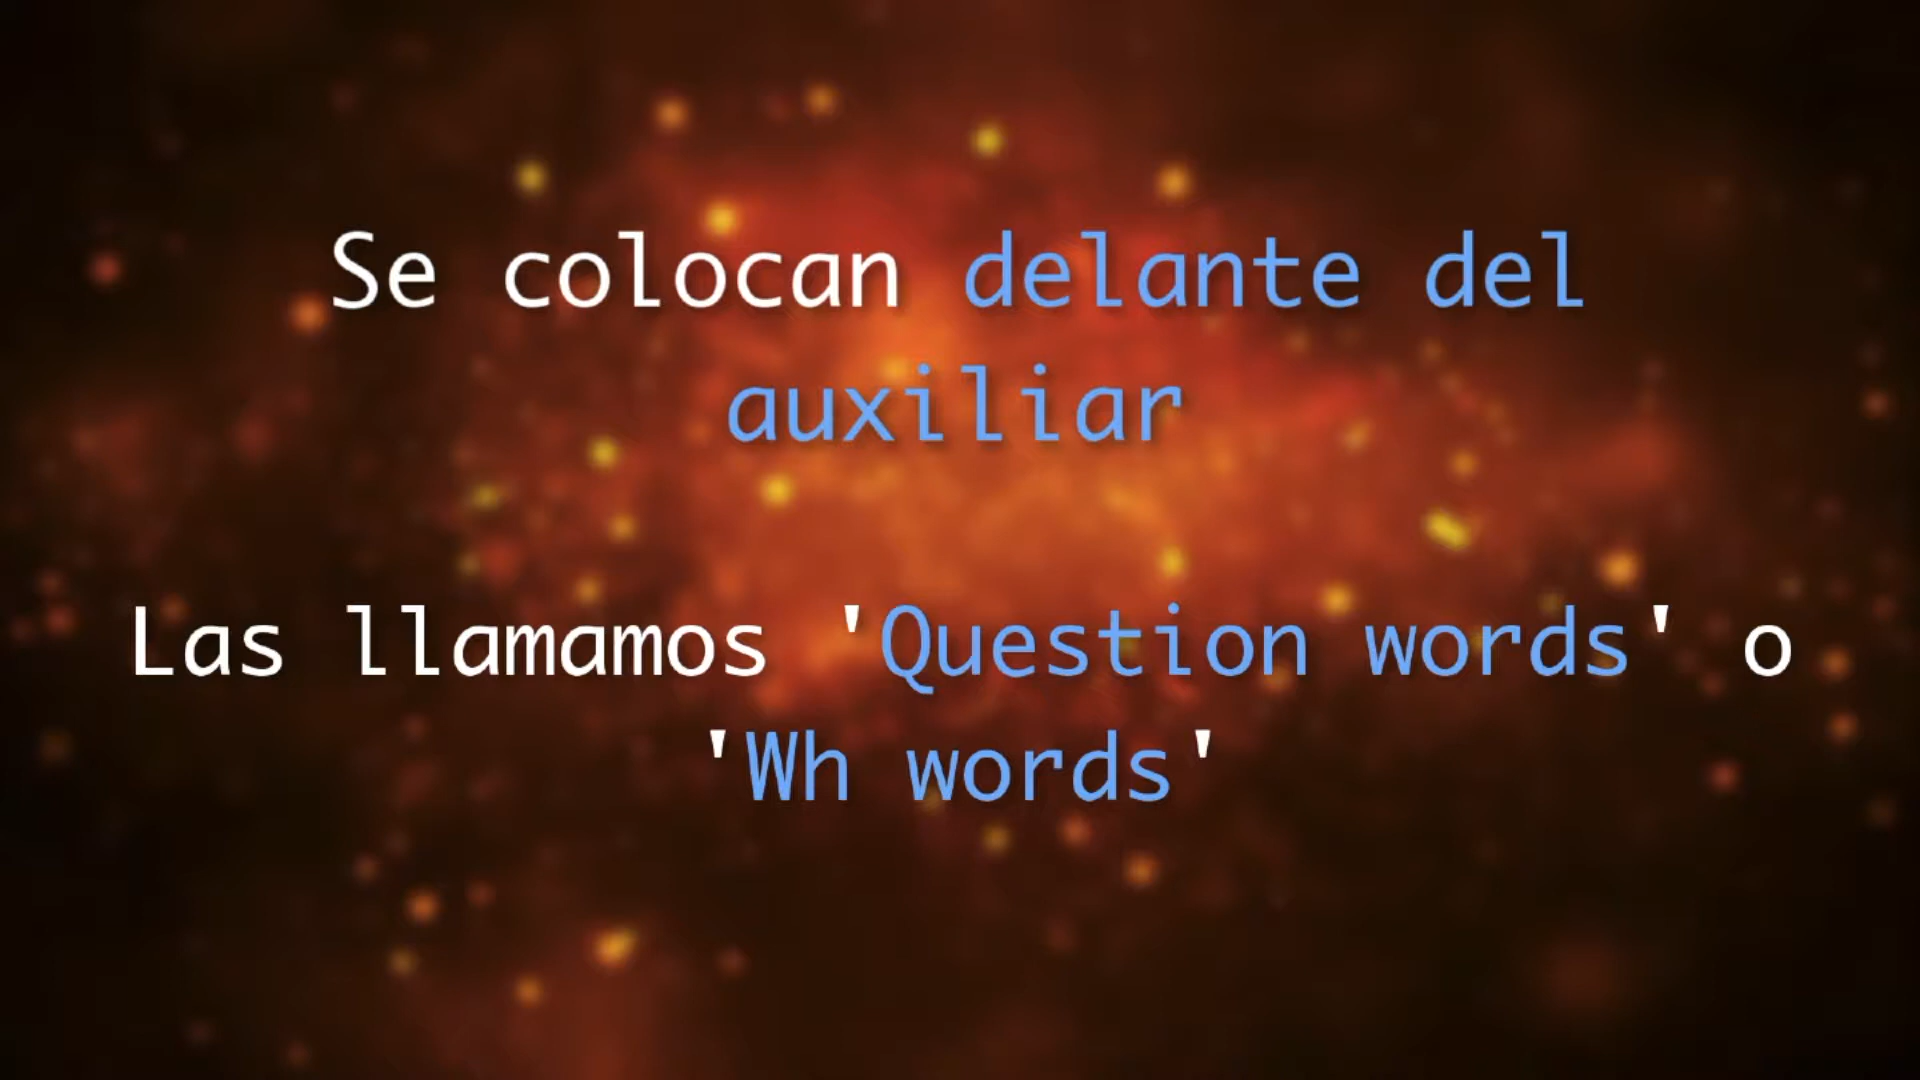 Se colocan delante del
auxiliar
Las llamamos 'Question words' o
'Wh words'